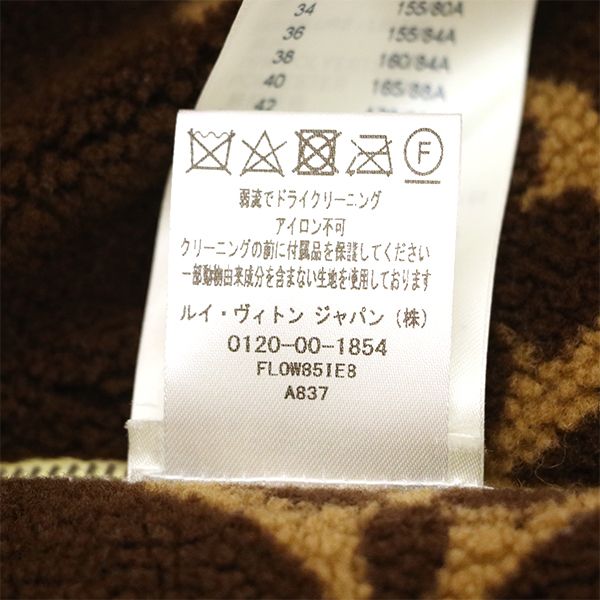 34 155/80A
36 155/84A
38 160/84A
40 165/88A
42
F
弱流でドライクリーニング
アイロン不可
クリーニングの前に付属品を保護してください
一部動物由来成分を含まない生地を使用しております
ルイ・ヴィトン ジャパン (株)
0120-00-1854
FLOW85IE8
A837